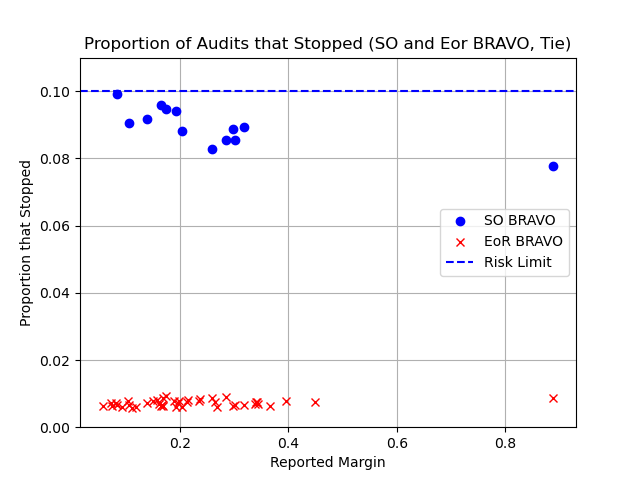 Proportion of Audits that Stopped (SO and Eor BRAVO, Tie)
Proportion that Stopped
0.10
0.08
0.06
0.04
0.02
0.00
SO BRAVO
EoR BRAVO
Risk Limit
0.2 0.4 0.6 0.8
Reported Margin